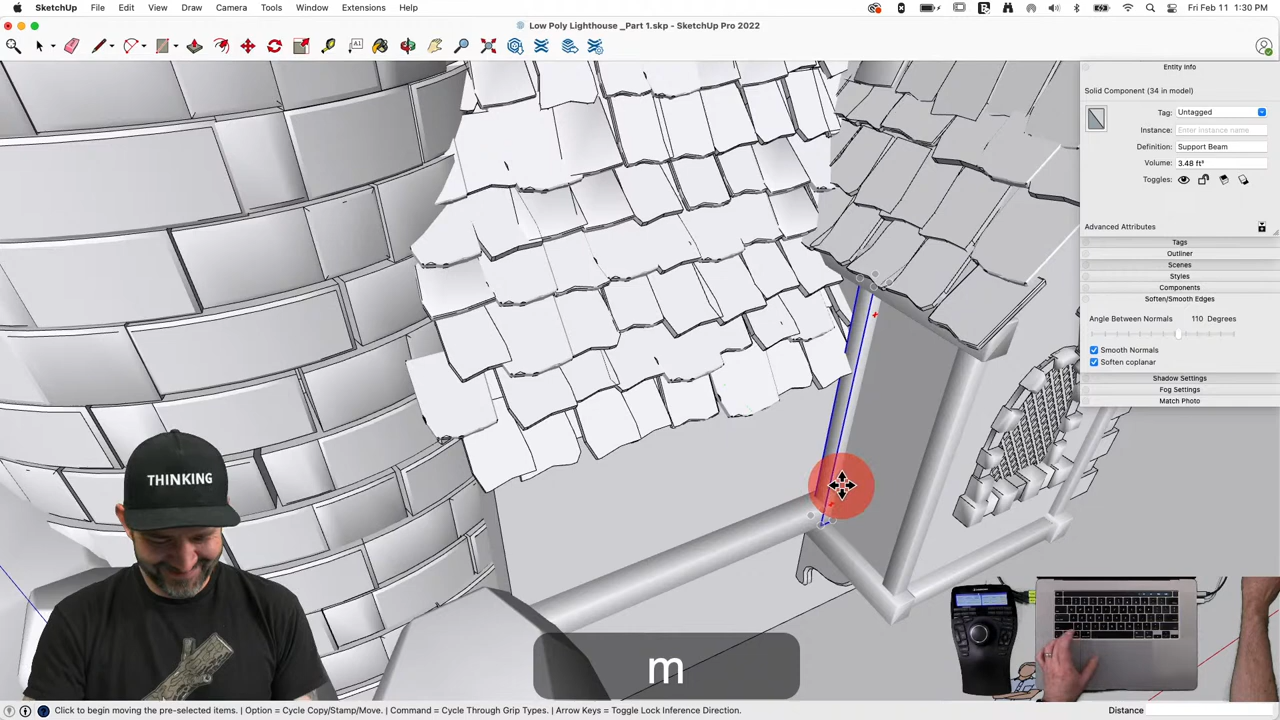 SketchUp File Edit View Draw Camera Tools Window Extensions Help Fri Feb 11 1:30 PM
Low Poly Lighthouse _Part 1.skp - SketchUp Pro 2022
Entity Info
Solid Component (34 in model)
Tag: Untagged
Instance: Enter instance name
Definition: Support Beam
Volume: 3.48 ft³
Toggles:
Advanced Attributes
Tags
Outliner
Scenes
Styles
Components
Soften/Smooth Edges
Angle Between Normals 110 Degrees
Smooth Normals
Soften coplanar
Shadow Settings
Fog Settings
Match Photo
THINKING
m
Click to begin moving the pre-selected items. | Option = Cycle Copy/Stamp/Move. | Command = Cycle Through Grip Types. | Arrow Keys = Toggle Lock Inference Direction. Distance